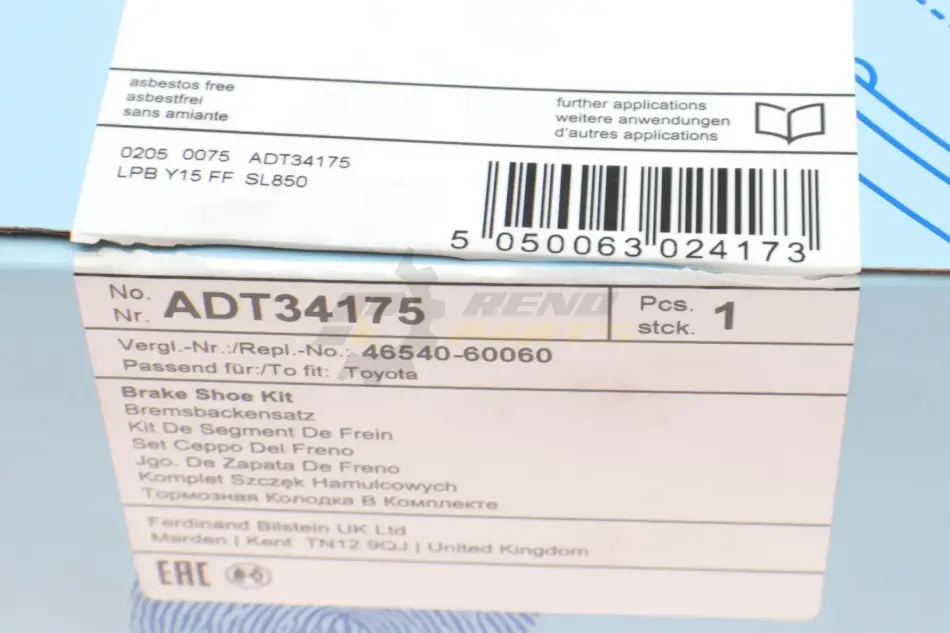 asbestos free
asbestfrei
sans amiante
further applications
weitere anwendungen
d'autres applications
0205 0075 ADT34175
LPB Y15 FF SL850
5 050063 024173
No.
Nr. ADT34175
Pcs.
stck. 1
Vergl.-Nr.:/Repl.-No.: 46540-60060
Passend für:/To fit: Toyota
Brake Shoe Kit
Bremsbackensatz
Kit De Segment De Frein
Set Ceppo Del Freno
Jgo. De Zapata De Freno
Komplet Szczęk Hamulcowych
Тормозная Колодка В Комплекте
Ferdinand Bilstein UK Ltd
Marden | Kent TN12 9QJ | United Kingdom
EAC
RENO
PARTS